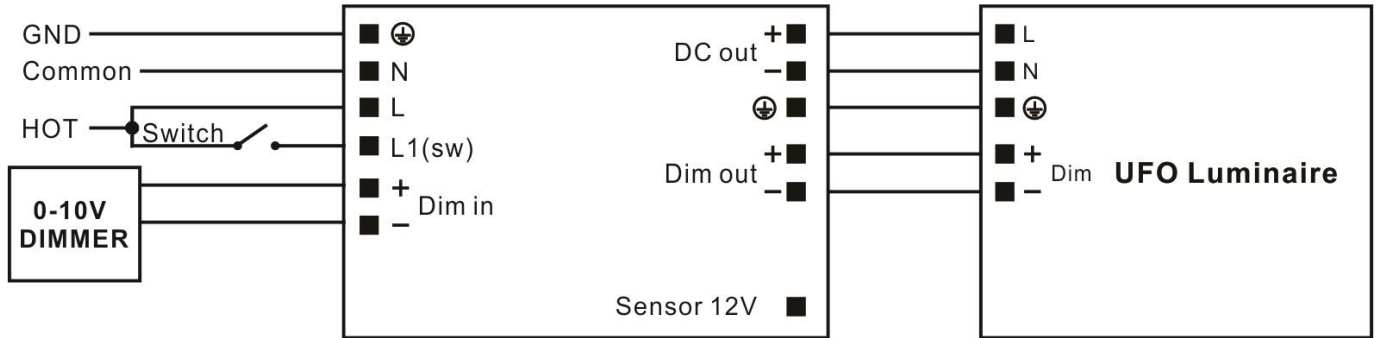 GND
Common
HOT
Switch
0-10V
DIMMER
N
L
L1(sw)
+
−
Dim in
DC out
+
−
Dim out
+
−
Sensor 12V
L
N
+
−
Dim
UFO Luminaire